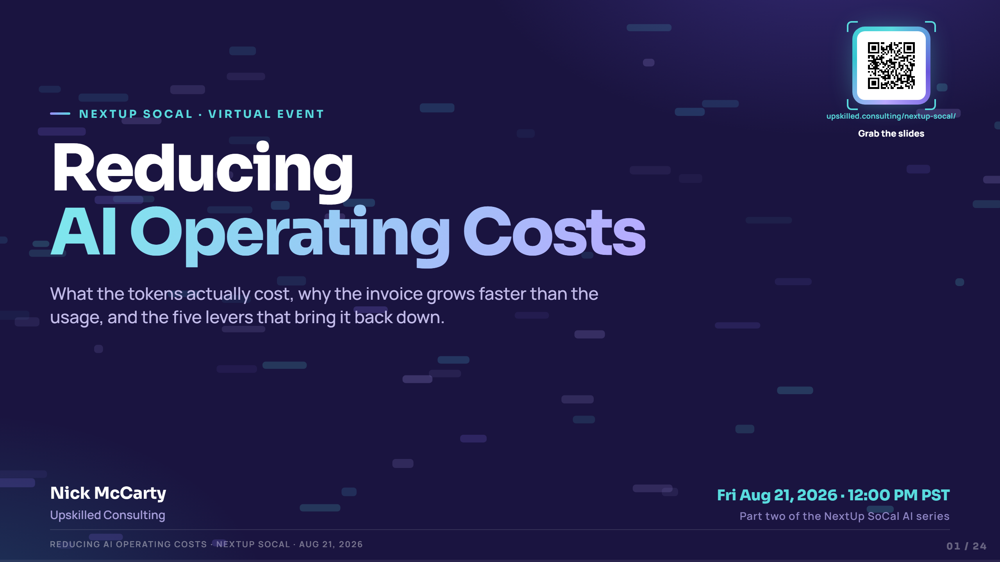 NEXTUP SOCAL · VIRTUAL EVENT
Reducing
AI Operating Costs
What the tokens actually cost, why the invoice grows faster than the
usage, and the five levers that bring it back down.
upskilled.consulting/nextup-socal/
Grab the slides
Nick McCarty
Upskilled Consulting
Fri Aug 21, 2026 · 12:00 PM PST
Part two of the NextUp SoCal AI series
REDUCING AI OPERATING COSTS · NEXTUP SOCAL · AUG 21, 2026
01 / 24